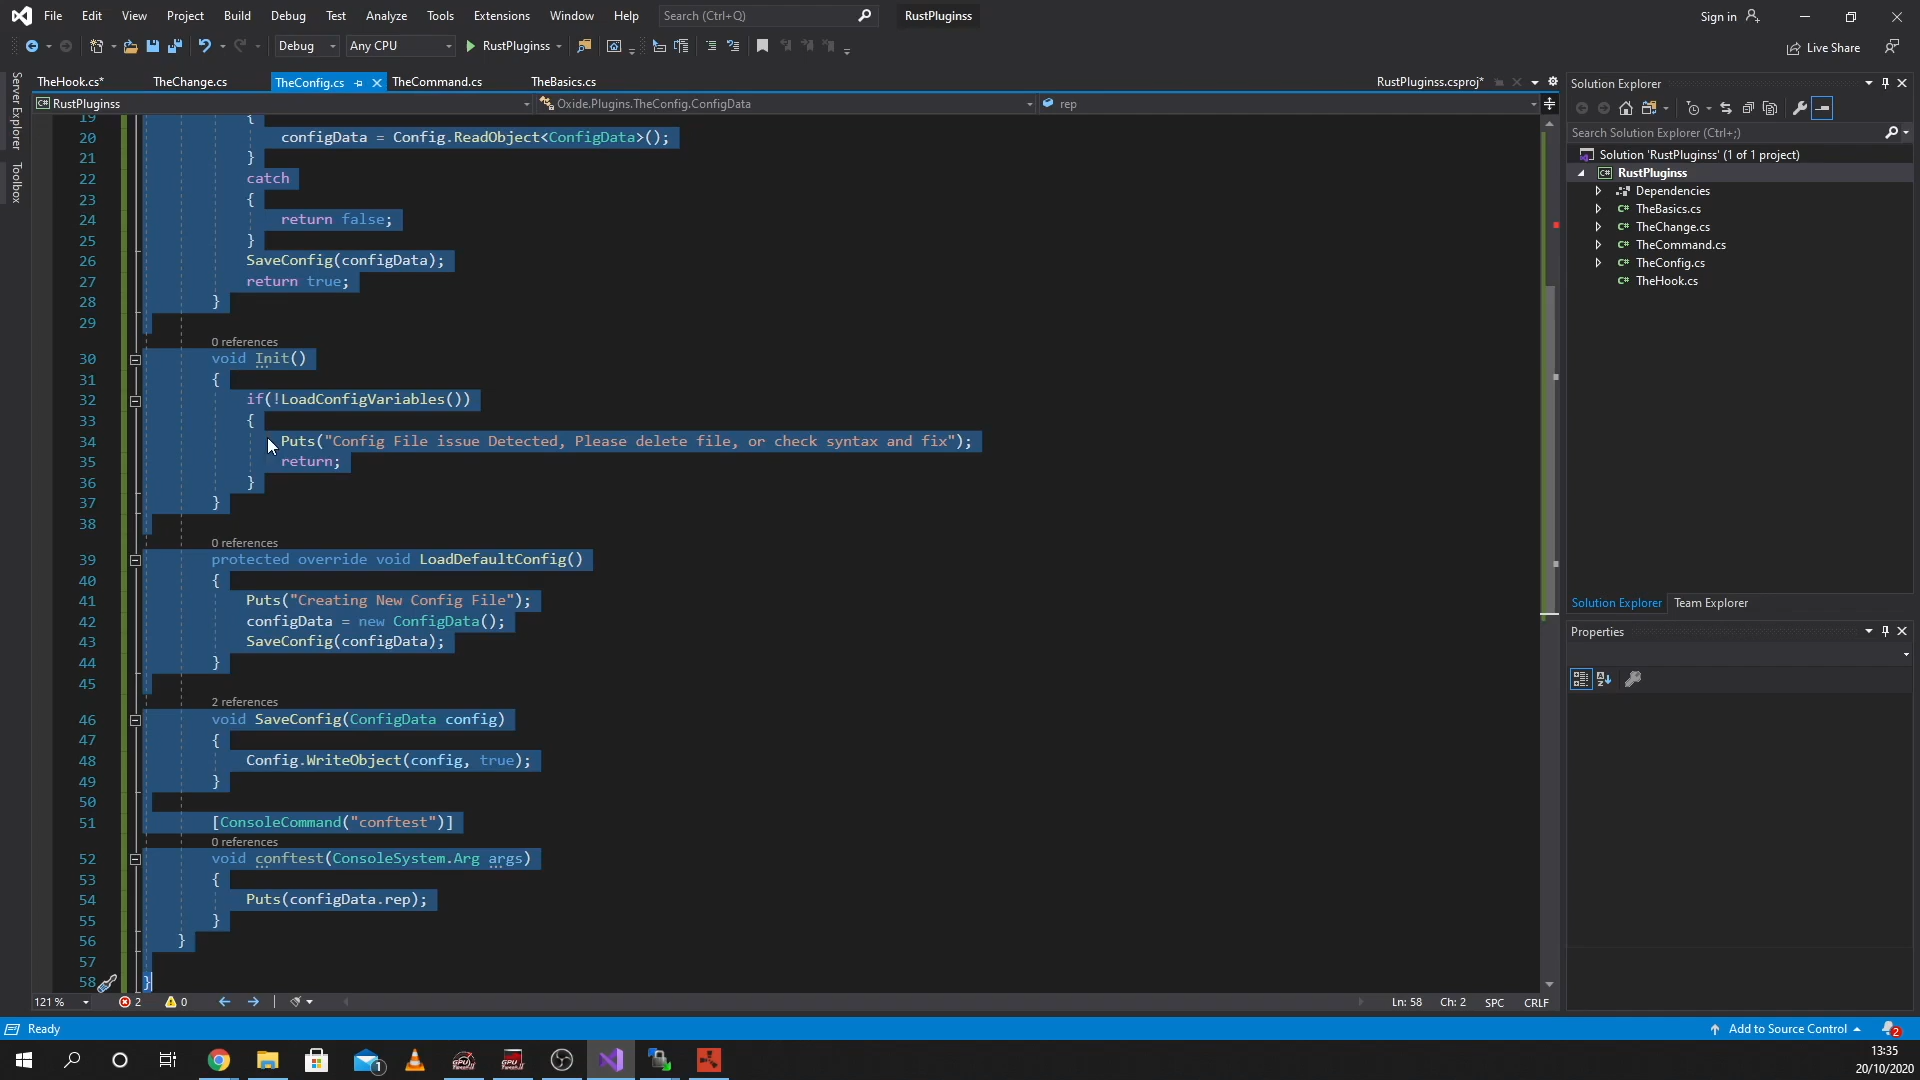 File Edit View Project Build Debug Test Analyze Tools Extensions Window Help Search (Ctrl+Q) RustPluginss Sign in
Debug Any CPU RustPluginss Live Share
TheHook.cs* TheChange.cs TheConfig.cs TheCommand.cs TheBasics.cs RustPluginss.csproj*
RustPluginss Oxide.Plugins.TheConfig.ConfigData rep
Server Explorer
Toolbox
19 {
20 configData = Config.ReadObject<ConfigData>();
21 }
22 catch
23 {
24 return false;
25 }
26 SaveConfig(configData);
27 return true;
28 }
29
0 references
30 void Init()
31 {
32 if(!LoadConfigVariables())
33 {
34 Puts("Config File issue Detected, Please delete file, or check syntax and fix");
35 return;
36 }
37 }
38
0 references
39 protected override void LoadDefaultConfig()
40 {
41 Puts("Creating New Config File");
42 configData = new ConfigData();
43 SaveConfig(configData);
44 }
45
2 references
46 void SaveConfig(ConfigData config)
47 {
48 Config.WriteObject(config, true);
49 }
50
51 [ConsoleCommand("conftest")]
0 references
52 void conftest(ConsoleSystem.Arg args)
53 {
54 Puts(configData.rep);
55 }
56 }
57
58 }
121 % 2 0 Ln: 58 Ch: 2 SPC CRLF
Solution Explorer
Search Solution Explorer (Ctrl+;)
Solution 'RustPluginss' (1 of 1 project)
C# RustPluginss
Dependencies
C# TheBasics.cs
C# TheChange.cs
C# TheCommand.cs
C# TheConfig.cs
C# TheHook.cs
Solution Explorer Team Explorer
Properties
Ready Add to Source Control 2
1
GPU
GPU
13:35
20/10/2020